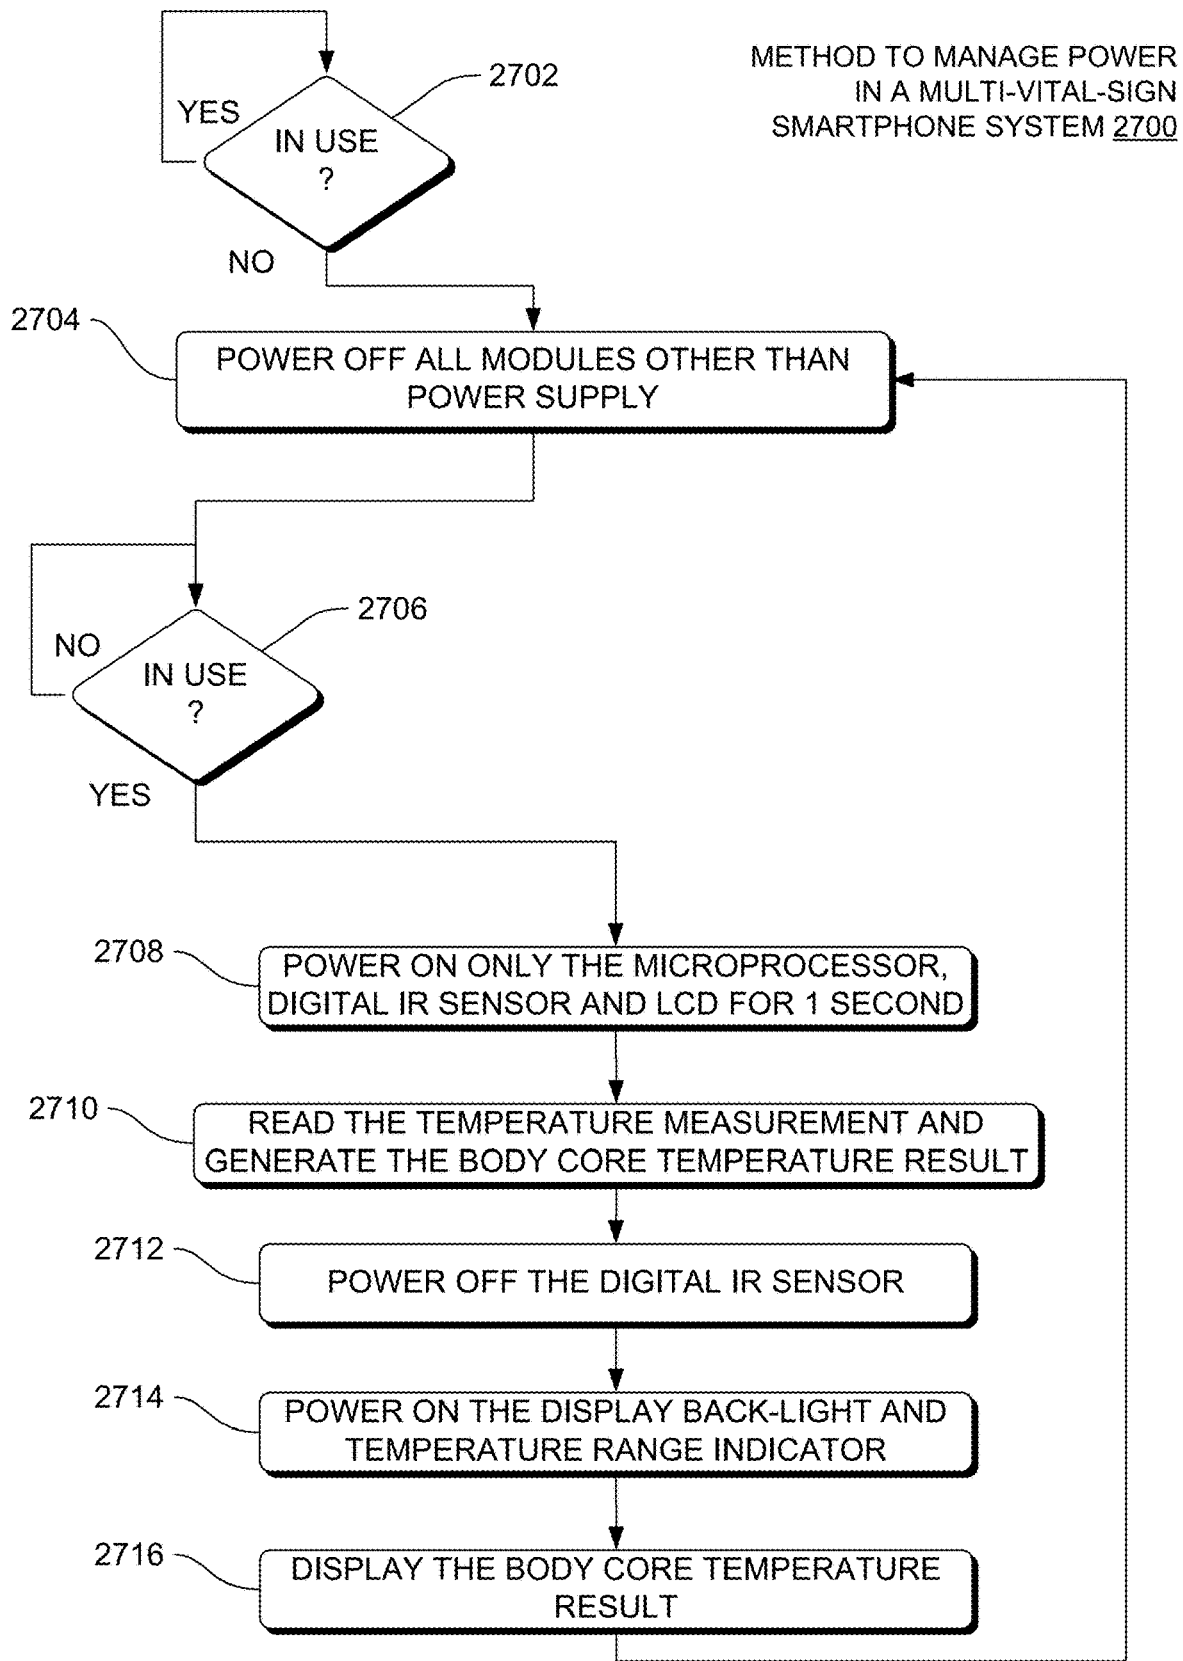 METHOD TO MANAGE POWER
IN A MULTI-VITAL-SIGN
SMARTPHONE SYSTEM 2700
2702
YES
IN USE
?
NO
2704
POWER OFF ALL MODULES OTHER THAN
POWER SUPPLY
2706
NO
IN USE
?
YES
2708
POWER ON ONLY THE MICROPROCESSOR,
DIGITAL IR SENSOR AND LCD FOR 1 SECOND
2710
READ THE TEMPERATURE MEASUREMENT AND
GENERATE THE BODY CORE TEMPERATURE RESULT
2712
POWER OFF THE DIGITAL IR SENSOR
2714
POWER ON THE DISPLAY BACK-LIGHT AND
TEMPERATURE RANGE INDICATOR
2716
DISPLAY THE BODY CORE TEMPERATURE
RESULT